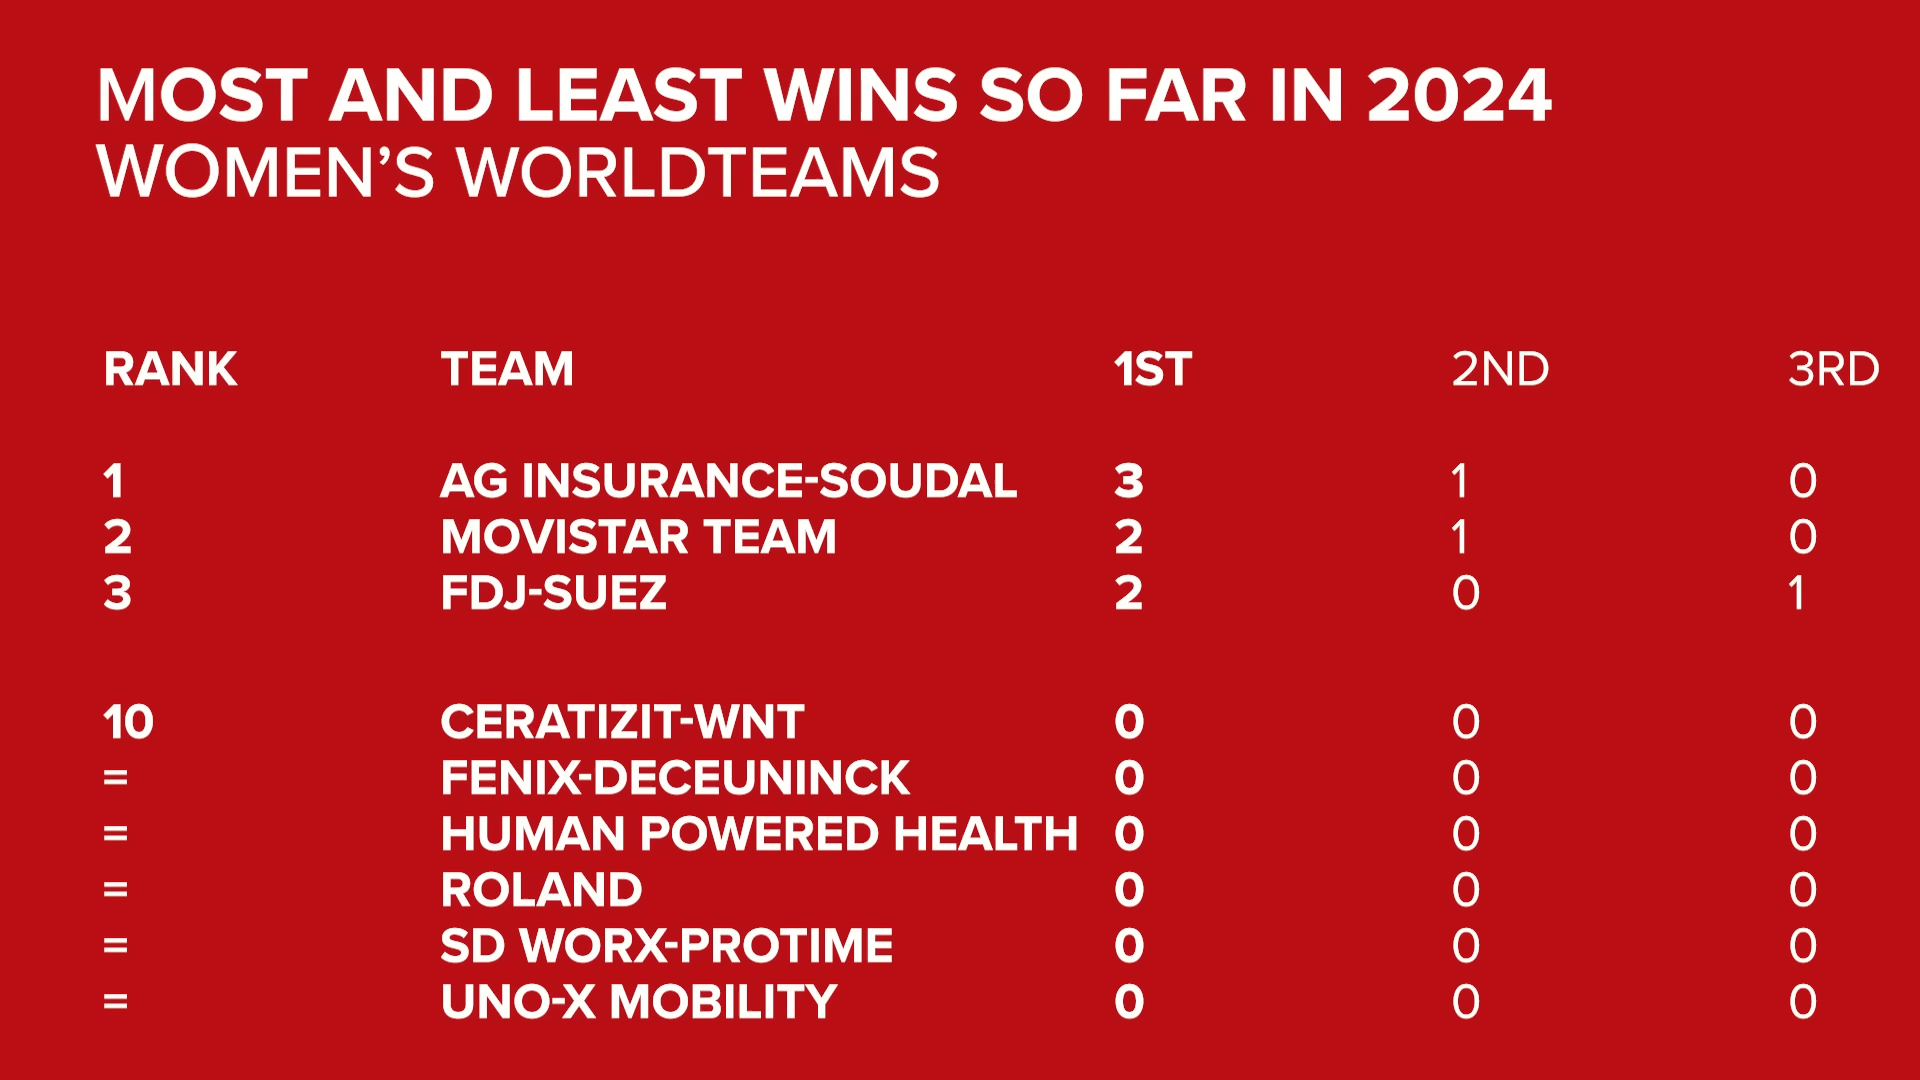 MOST AND LEAST WINS SO FAR IN 2024
WOMEN'S WORLDTEAMS
RANK TEAM 1ST 2ND 3RD
1 AG INSURANCE-SOUDAL 3 1 0
2 MOVISTAR TEAM 2 1 0
3 FDJ-SUEZ 2 0 1
10 CERATIZIT-WNT 0 0 0
= FENIX-DECEUNINCK 0 0 0
= HUMAN POWERED HEALTH 0 0 0
= ROLAND 0 0 0
= SD WORX-PROTIME 0 0 0
= UNO-X MOBILITY 0 0 0